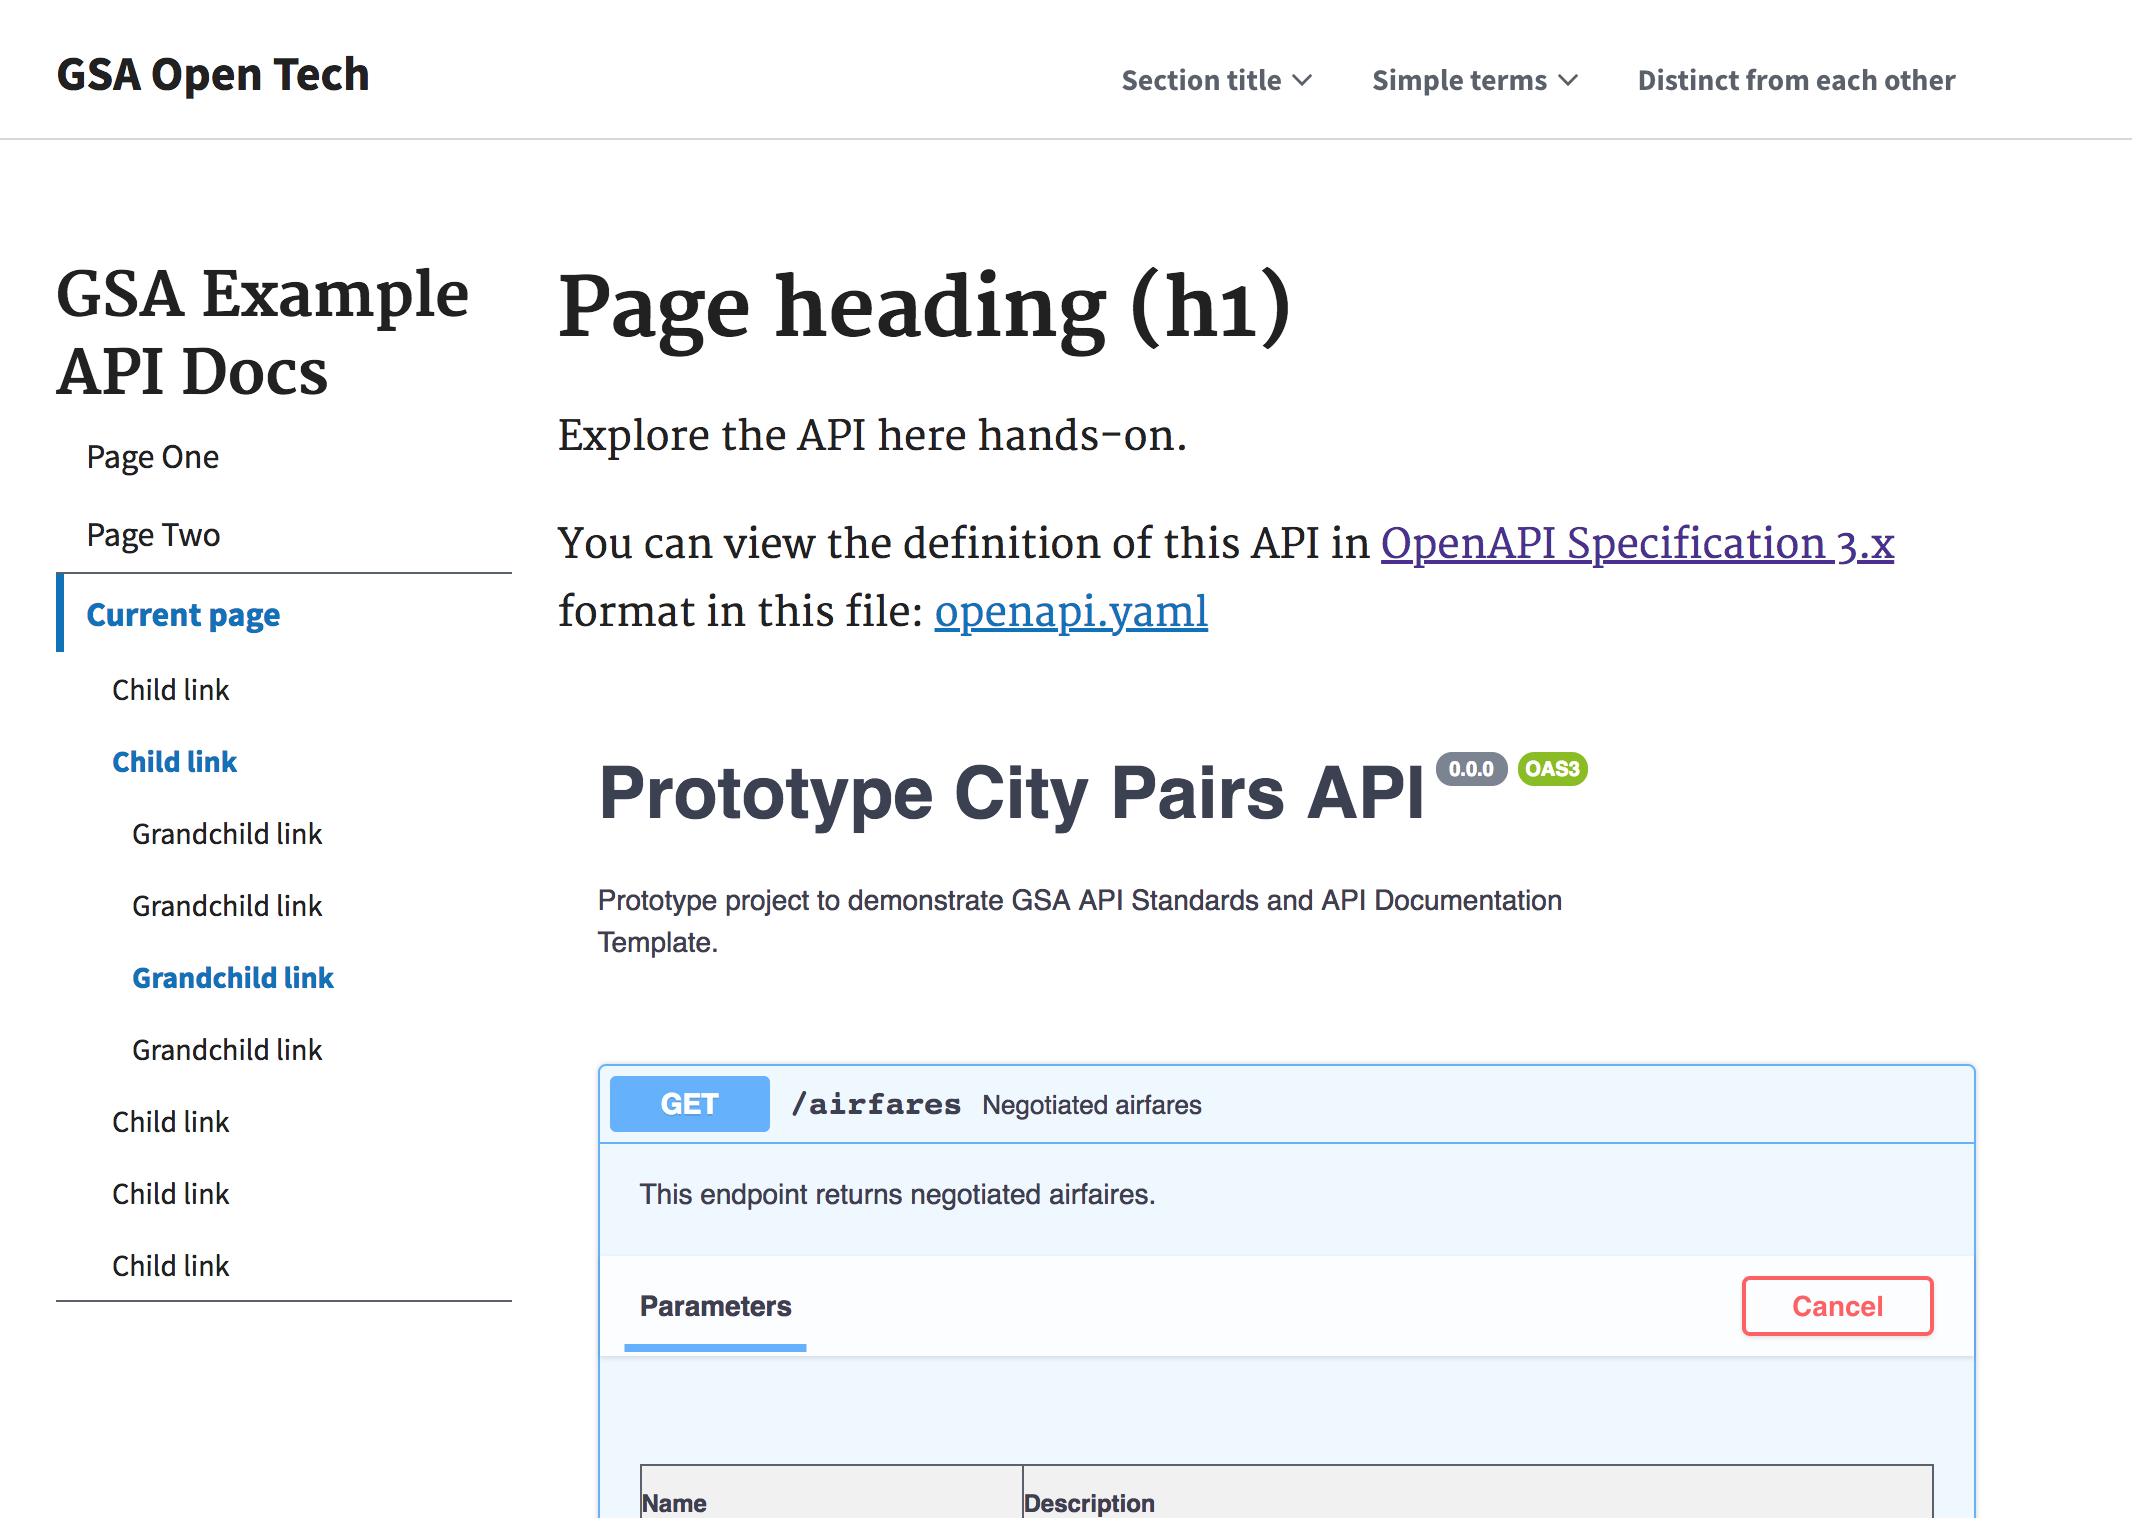 GSA Open Tech
Section title
Simple terms
Distinct from each other
GSA Example
API Docs
Page One
Page Two
Current page
Child link
Child link
Grandchild link
Grandchild link
Grandchild link
Grandchild link
Child link
Child link
Child link
Page heading (h1)
Explore the API here hands-on.
You can view the definition of this API in OpenAPI Specification 3.x
format in this file: openapi.yaml
Prototype City Pairs API 0.0.0 OAS3
Prototype project to demonstrate GSA API Standards and API Documentation
Template.
GET /airfares Negotiated airfares
This endpoint returns negotiated airfaires.
Parameters
Cancel
Name
Description